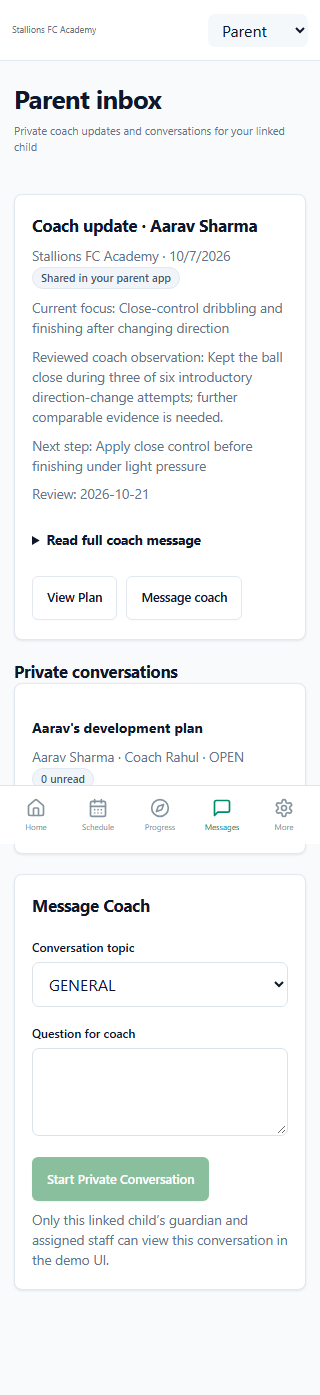 Stallions FC Academy
Parent
Parent inbox
Private coach updates and conversations for your linked
child
Coach update · Aarav Sharma
Stallions FC Academy · 10/7/2026
Shared in your parent app
Current focus: Close-control dribbling and
finishing after changing direction
Reviewed coach observation: Kept the ball
close during three of six introductory
direction-change attempts; further
comparable evidence is needed.
Next step: Apply close control before
finishing under light pressure
Review: 2026-10-21
Read full coach message
View Plan
Message coach
Private conversations
Aarav's development plan
Aarav Sharma · Coach Rahul · OPEN
0 unread
Home
Schedule
Progress
Messages
More
Message Coach
Conversation topic
GENERAL
Question for coach
Start Private Conversation
Only this linked child’s guardian and
assigned staff can view this conversation in
the demo UI.